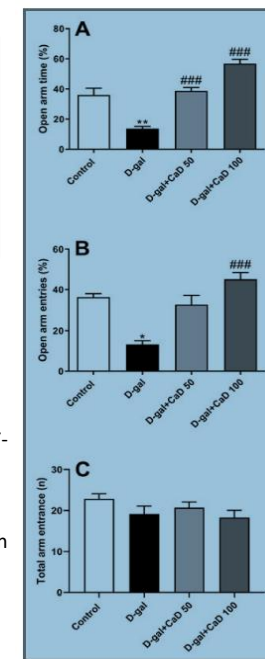 A
Open arm time (%)
80
60
40
20
0
**
###
###
Control
D-gal
D-gal+CaD 50
D-gal+CaD 100
B
Open arm entries (%)
60
40
20
0
*
###
Control
D-gal
D-gal+CaD 50
D-gal+CaD 100
C
Total arm entrance (n)
30
20
10
0
Control
D-gal
D-gal+CaD 50
D-gal+CaD 100